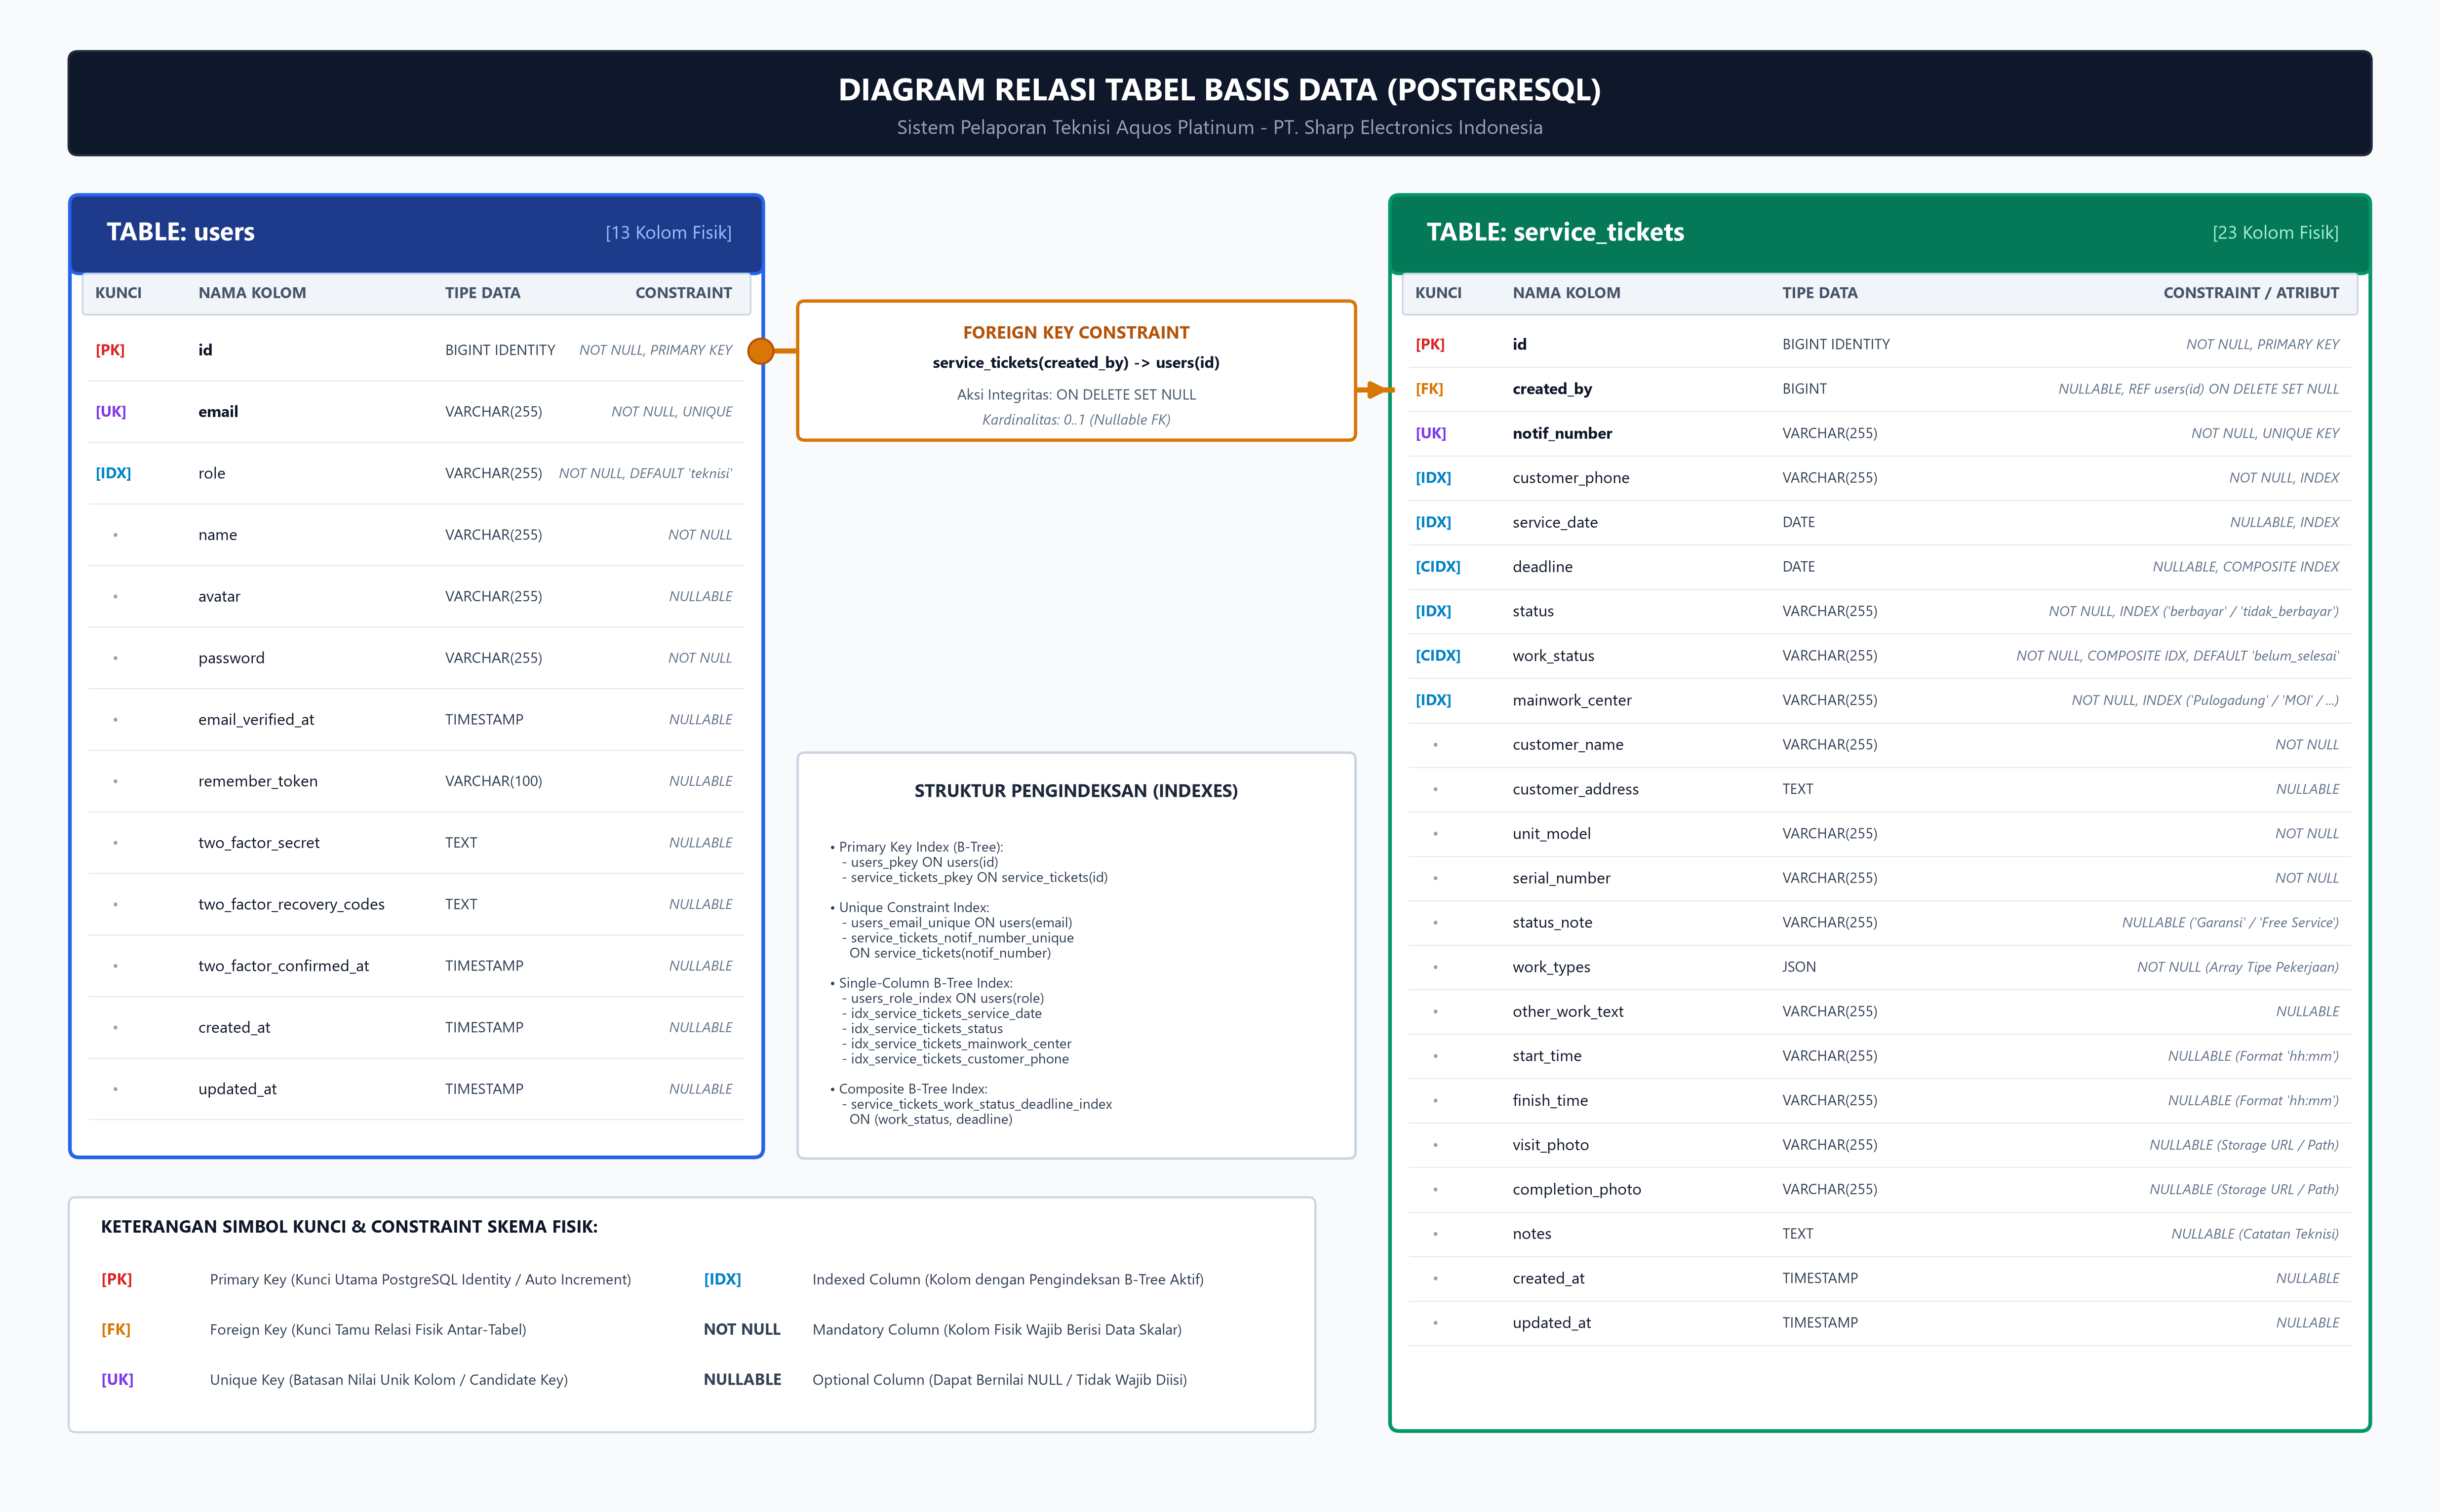 DIAGRAM RELASI TABEL BASIS DATA (POSTGRESQL)
Sistem Pelaporan Teknisi Aquos Platinum - PT. Sharp Electronics Indonesia
TABLE: users [13 Kolom Fisik]
KUNCI NAMA KOLOM TIPE DATA CONSTRAINT
[PK] id BIGINT IDENTITY NOT NULL, PRIMARY KEY
[UK] email VARCHAR(255) NOT NULL, UNIQUE
[IDX] role VARCHAR(255) NOT NULL, DEFAULT 'teknisi'
• name VARCHAR(255) NOT NULL
• avatar VARCHAR(255) NULLABLE
• password VARCHAR(255) NOT NULL
• email_verified_at TIMESTAMP NULLABLE
• remember_token VARCHAR(100) NULLABLE
• two_factor_secret TEXT NULLABLE
• two_factor_recovery_codes TEXT NULLABLE
• two_factor_confirmed_at TIMESTAMP NULLABLE
• created_at TIMESTAMP NULLABLE
• updated_at TIMESTAMP NULLABLE
FOREIGN KEY CONSTRAINT
service_tickets(created_by) -> users(id)
Aksi Integritas: ON DELETE SET NULL
Kardinalitas: 0..1 (Nullable FK)
STRUKTUR PENGINDEKSAN (INDEXES)
• Primary Key Index (B-Tree):
- users_pkey ON users(id)
- service_tickets_pkey ON service_tickets(id)
• Unique Constraint Index:
- users_email_unique ON users(email)
- service_tickets_notif_number_unique
ON service_tickets(notif_number)
• Single-Column B-Tree Index:
- users_role_index ON users(role)
- idx_service_tickets_service_date
- idx_service_tickets_status
- idx_service_tickets_mainwork_center
- idx_service_tickets_customer_phone
• Composite B-Tree Index:
- service_tickets_work_status_deadline_index
ON (work_status, deadline)
TABLE: service_tickets [23 Kolom Fisik]
KUNCI NAMA KOLOM TIPE DATA CONSTRAINT / ATRIBUT
[PK] id BIGINT IDENTITY NOT NULL, PRIMARY KEY
[FK] created_by BIGINT NULLABLE, REF users(id) ON DELETE SET NULL
[UK] notif_number VARCHAR(255) NOT NULL, UNIQUE KEY
[IDX] customer_phone VARCHAR(255) NOT NULL, INDEX
[IDX] service_date DATE NULLABLE, INDEX
[CIDX] deadline DATE NULLABLE, COMPOSITE INDEX
[IDX] status VARCHAR(255) NOT NULL, INDEX ('berbayar' / 'tidak_berbayar')
[CIDX] work_status VARCHAR(255) NOT NULL, COMPOSITE IDX, DEFAULT 'belum_selesai'
[IDX] mainwork_center VARCHAR(255) NOT NULL, INDEX ('Pulogadung' / 'MOI' / ...)
• customer_name VARCHAR(255) NOT NULL
• customer_address TEXT NULLABLE
• unit_model VARCHAR(255) NOT NULL
• serial_number VARCHAR(255) NOT NULL
• status_note VARCHAR(255) NULLABLE ('Garansi' / 'Free Service')
• work_types JSON NOT NULL (Array Tipe Pekerjaan)
• other_work_text VARCHAR(255) NULLABLE
• start_time VARCHAR(255) NULLABLE (Format 'hh:mm')
• finish_time VARCHAR(255) NULLABLE (Format 'hh:mm')
• visit_photo VARCHAR(255) NULLABLE (Storage URL / Path)
• completion_photo VARCHAR(255) NULLABLE (Storage URL / Path)
• notes TEXT NULLABLE (Catatan Teknisi)
• created_at TIMESTAMP NULLABLE
• updated_at TIMESTAMP NULLABLE
KETERANGAN SIMBOL KUNCI & CONSTRAINT SKEMA FISIK:
[PK] Primary Key (Kunci Utama PostgreSQL Identity / Auto Increment) [IDX] Indexed Column (Kolom dengan Pengindeksan B-Tree Aktif)
[FK] Foreign Key (Kunci Tamu Relasi Fisik Antar-Tabel) NOT NULL Mandatory Column (Kolom Fisik Wajib Berisi Data Skalar)
[UK] Unique Key (Batasan Nilai Unik Kolom / Candidate Key) NULLABLE Optional Column (Dapat Bernilai NULL / Tidak Wajib Diisi)